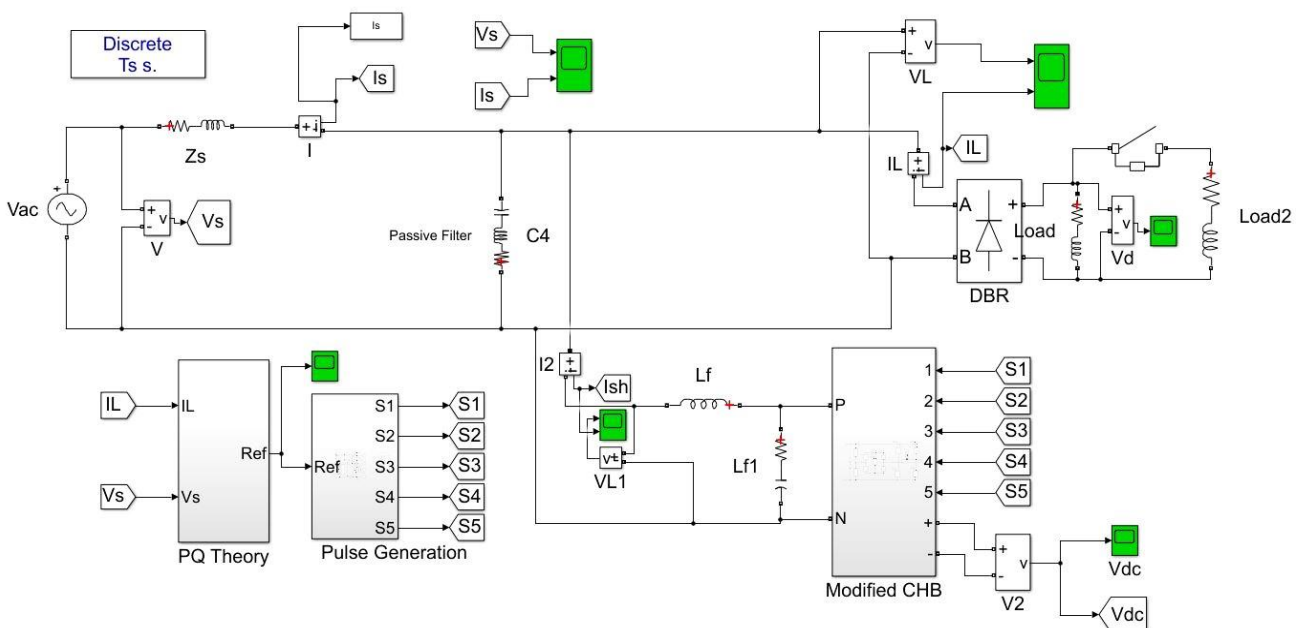 Discrete
Ts s.
Is
Is
Vs
Is
+
-
v
VL
Zs
+
i
I
IL
+
i
IL
Vac
+
+
-
v
V
Vs
Passive Filter
C4
A
B
+
-
DBR
Load
+
-
v
Vd
Load2
I2
+
i
Ish
Lf
v
+
-
VL1
Lf1
IL
Vs
IL
Vs
Ref
PQ Theory
Ref
S1
S2
S3
S4
S5
Pulse Generation
S1
S2
S3
S4
S5
P
N
1
2
3
4
5
+
-
Modified CHB
S1
S2
S3
S4
S5
+
-
v
V2
Vdc
Vdc